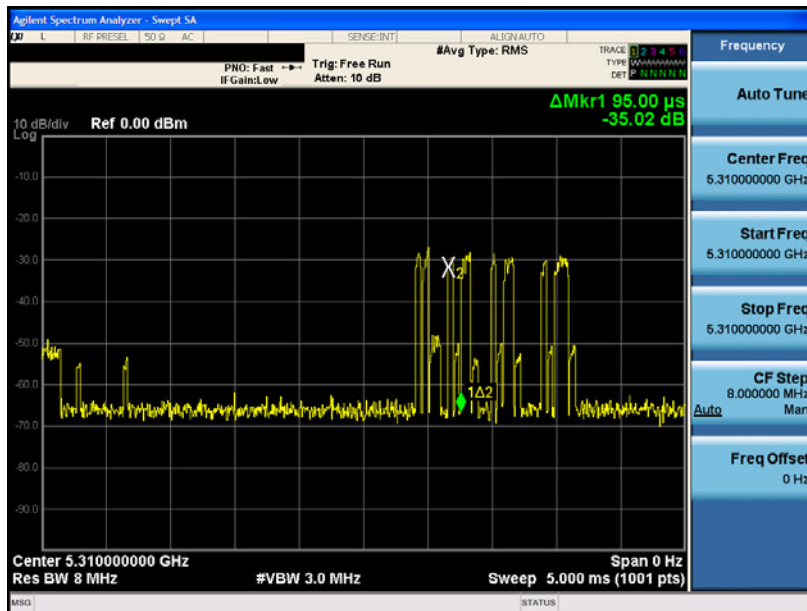 Agilent Spectrum Analyzer - Swept SA
L RF PRESEL 50 Ω AC SENSE:INT ALIGN AUTO
#Avg Type: RMS
TRACE 1 2 3 4 5 6
PNO: Fast Trig: Free Run
TYPE W
IFGain:Low Atten: 10 dB
DET P N N N N N
ΔMkr1 95.00 µs
-35.02 dB
10 dB/div Ref 0.00 dBm
Log
-10.0
-20.0
-30.0
-40.0
-50.0
-60.0
-70.0
-80.0
-90.0
X2
1Δ2
Center 5.310000000 GHz Span 0 Hz
Res BW 8 MHz #VBW 3.0 MHz Sweep 5.000 ms (1001 pts)
MSG STATUS
Frequency
Auto Tune
Center Freq
5.310000000 GHz
Start Freq
5.310000000 GHz
Stop Freq
5.310000000 GHz
CF Step
8.000000 MHz
Auto Man
Freq Offset
0 Hz